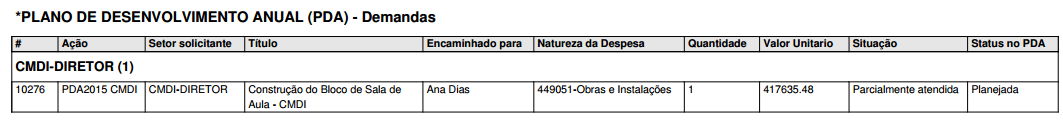 *PLANO DE DESENVOLVIMENTO ANUAL (PDA) - Demandas
# Ação Setor solicitante Título Encaminhado para Natureza da Despesa Quantidade Valor Unitario Situação Status no PDA
CMDI-DIRETOR (1)
10276 PDA2015 CMDI CMDI-DIRETOR Construção do Bloco de Sala de Ana Dias 449051-Obras e Instalações 1 417635.48 Parcialmente atendida Planejada
Aula - CMDI